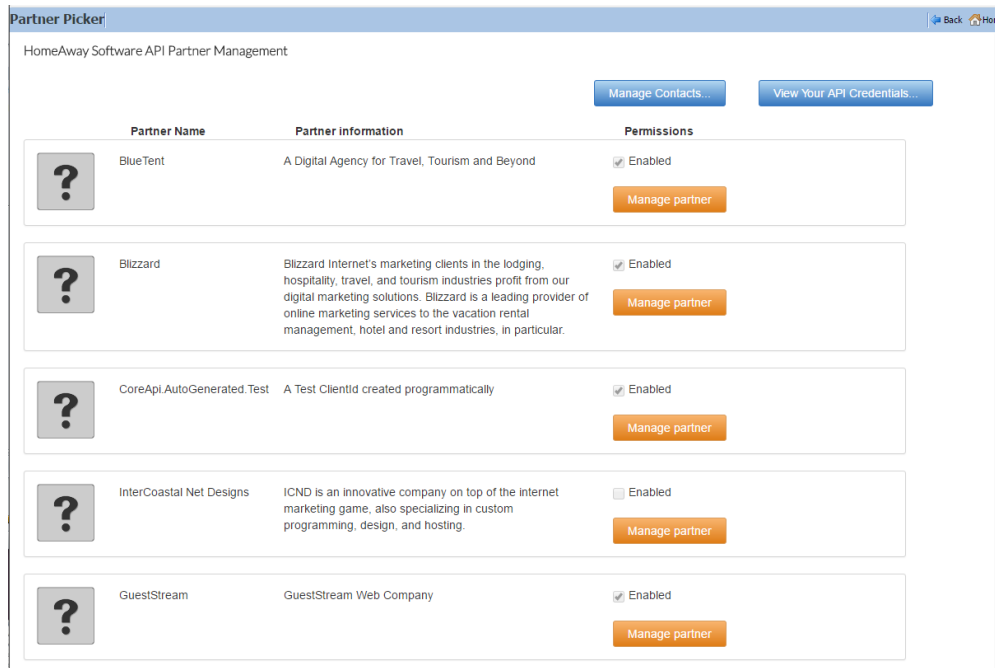 Partner Picker
Back
HomeAway Software API Partner Management
Manage Contacts...
View Your API Credentials...
Partner Name Partner information Permissions
BlueTent A Digital Agency for Travel, Tourism and Beyond Enabled
Manage partner
Blizzard Blizzard Internet's marketing clients in the lodging, Enabled
hospitality, travel, and tourism industries profit from our
digital marketing solutions. Blizzard is a leading provider of
online marketing services to the vacation rental
management, hotel and resort industries, in particular.
Manage partner
CoreApi.AutoGenerated.Test A Test ClientId created programmatically Enabled
Manage partner
InterCoastal Net Designs ICND is an innovative company on top of the internet Enabled
marketing game, also specializing in custom
programming, design, and hosting.
Manage partner
GuestStream GuestStream Web Company Enabled
Manage partner